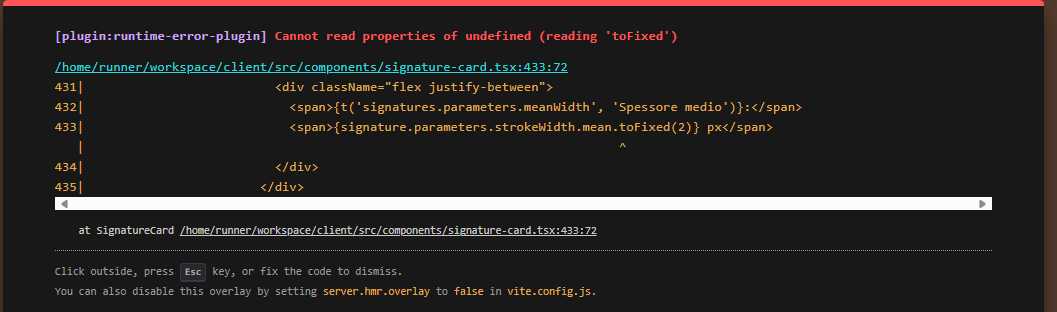 [plugin:runtime-error-plugin] Cannot read properties of undefined (reading 'toFixed')
/home/runner/workspace/client/src/components/signature-card.tsx:433:72
431|                          <div className="flex justify-between">
432|                            <span>{t('signatures.parameters.meanWidth', 'Spessore medio')}:</span>
433|                            <span>{signature.parameters.strokeWidth.mean.toFixed(2)} px</span>
   |                                                                          ^
434|                          </div>
435|                        </div>
at SignatureCard /home/runner/workspace/client/src/components/signature-card.tsx:433:72
Click outside, press Esc key, or fix the code to dismiss.
You can also disable this overlay by setting server.hmr.overlay to false in vite.config.js.